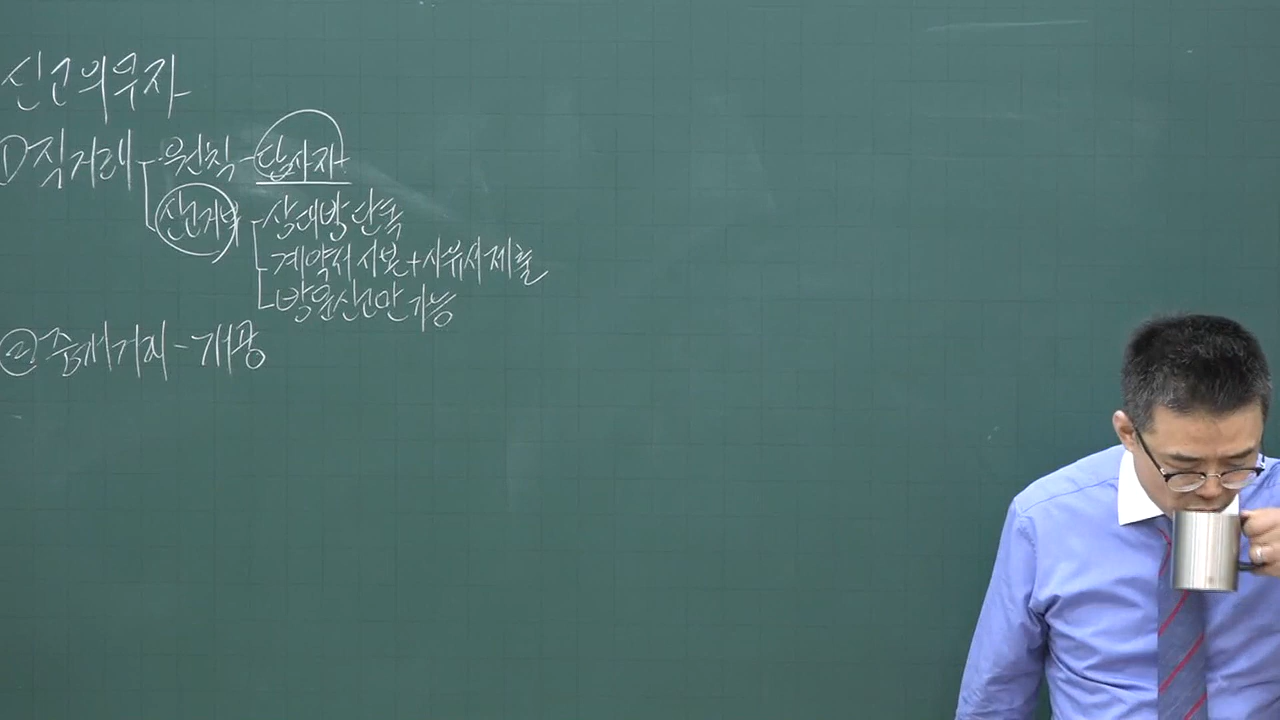 신고의무자
① 직거래 - 원칙 - 당사자
신고거부 - 상대방 단독
계약서 사본 + 사유서 제출
방문신고만 가능
② 중개거래 - 개공